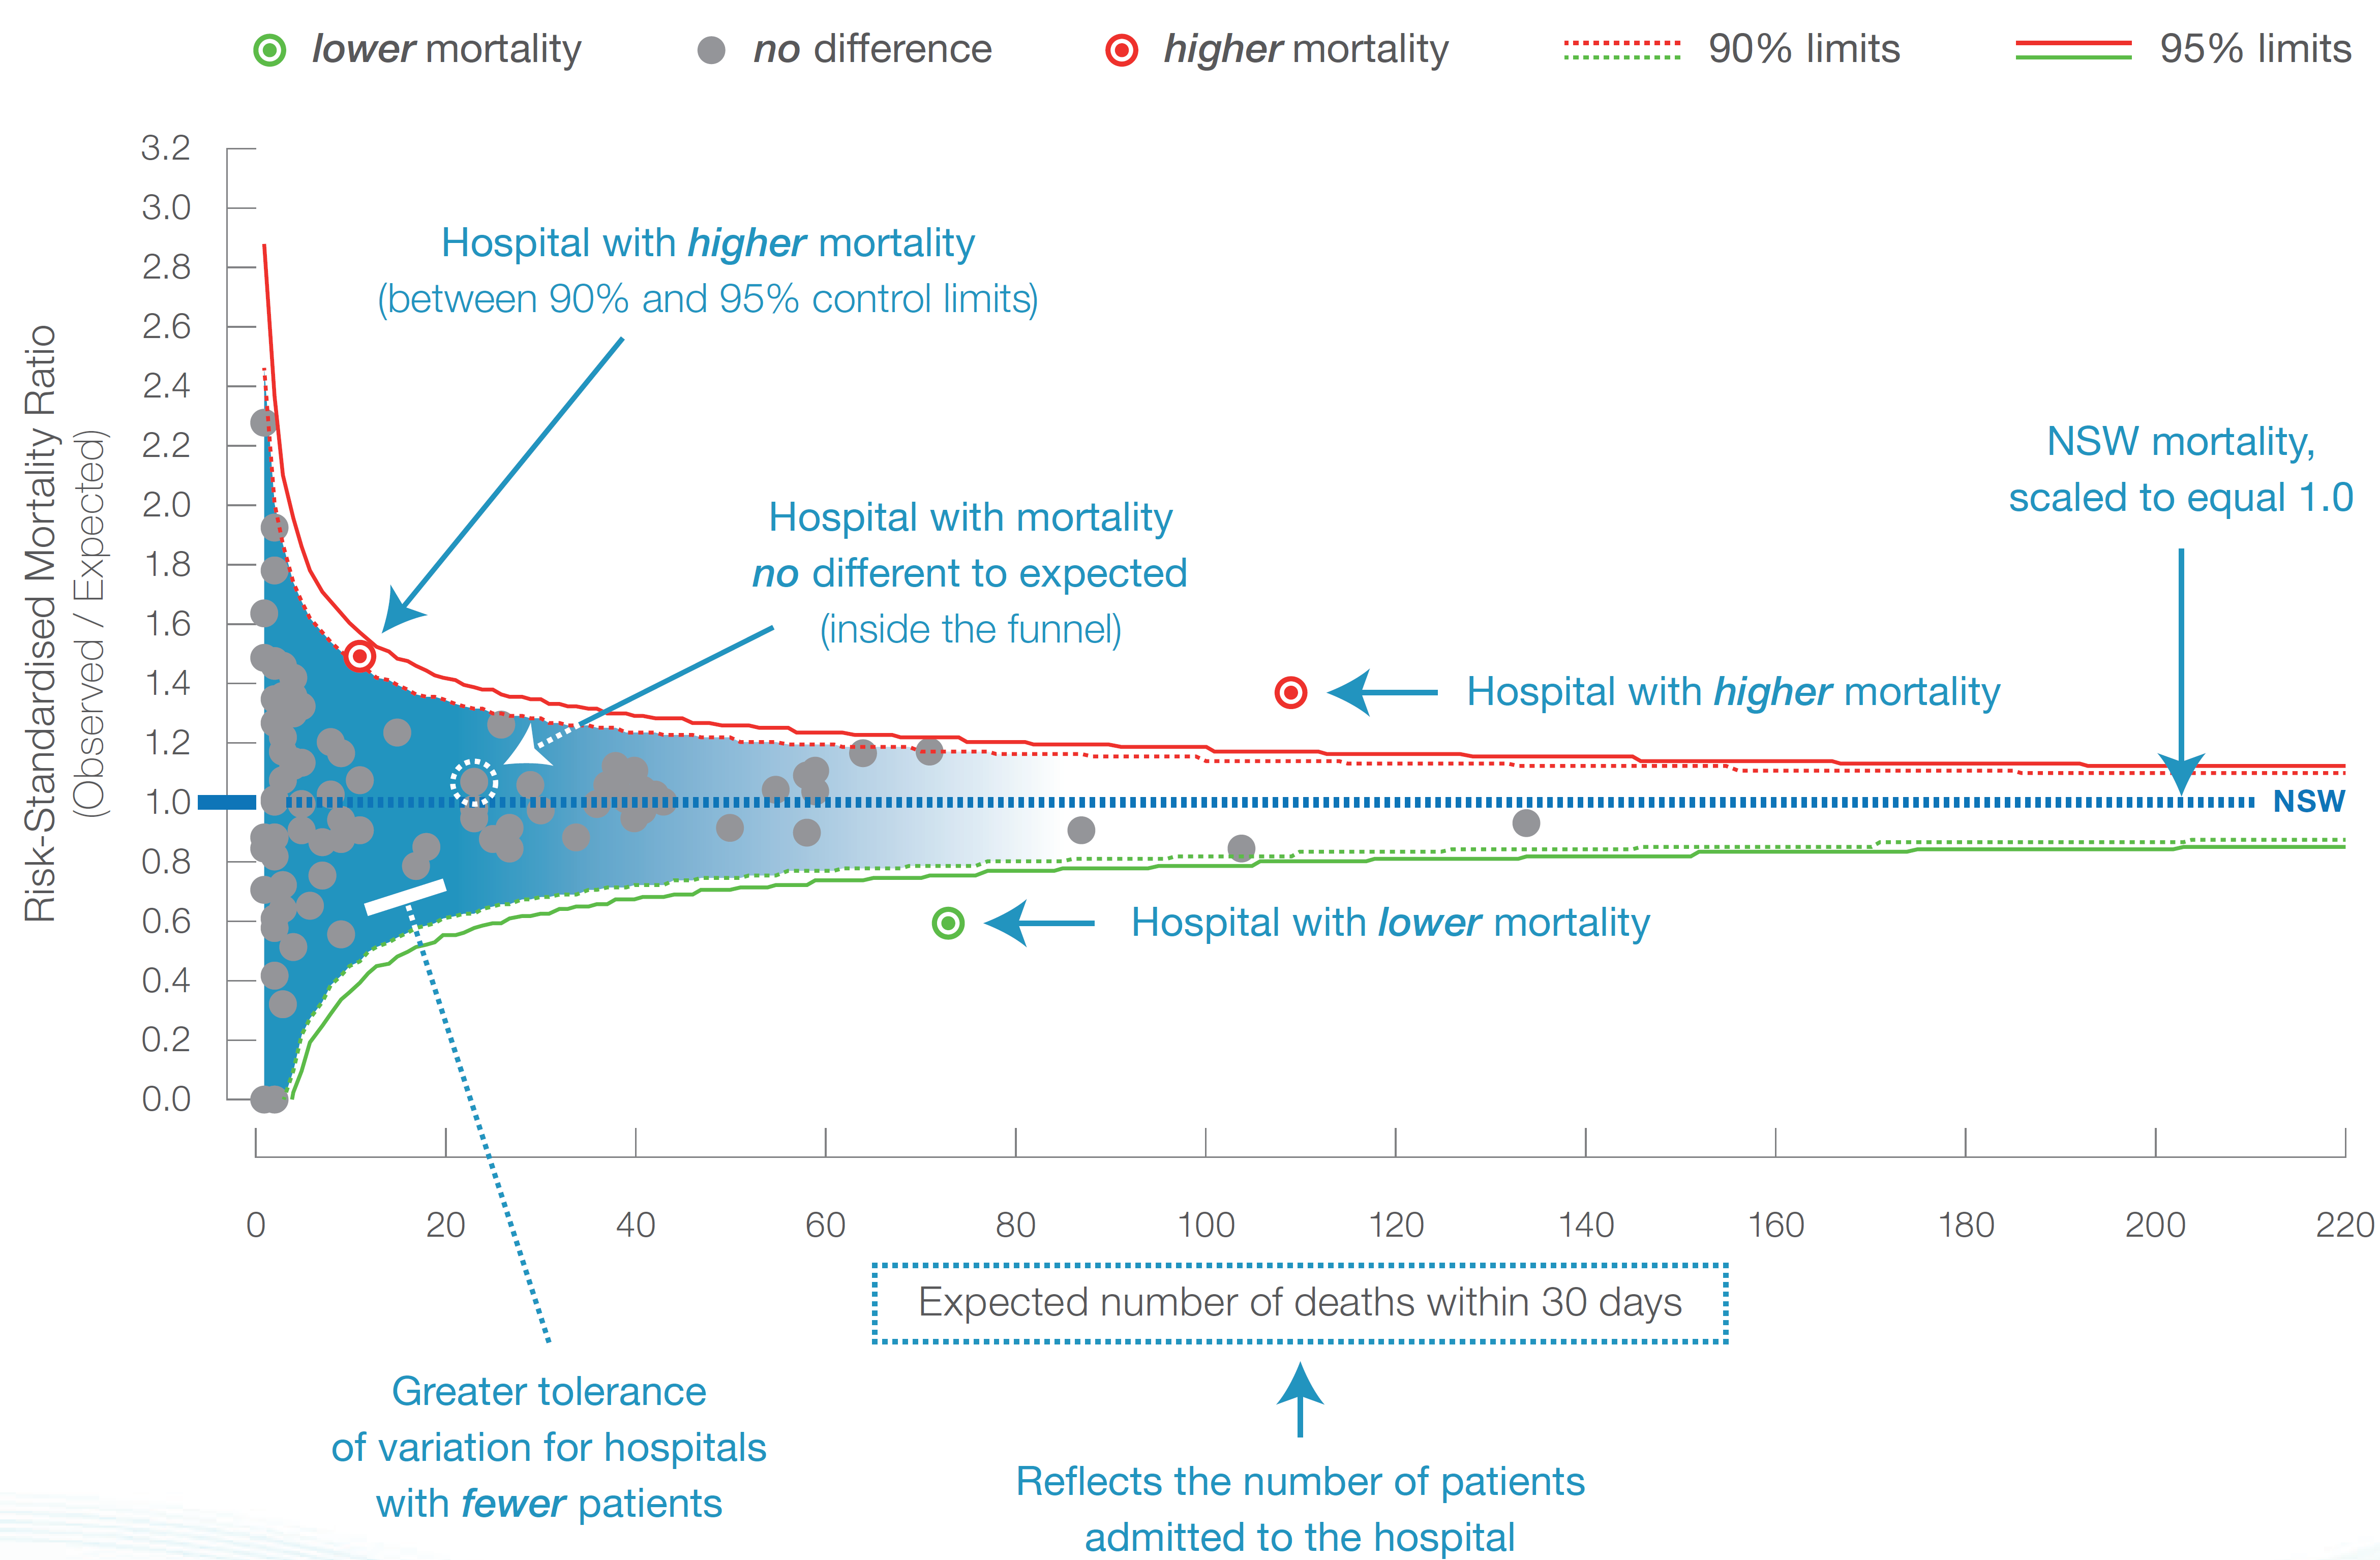 lower mortality
no difference
higher mortality
90% limits
95% limits
Risk-Standardised Mortality Ratio
(Observed / Expected)
3.2
3.0
2.8
2.6
2.4
2.2
2.0
1.8
1.6
1.4
1.2
1.0
0.8
0.6
0.4
0.2
0.0
Hospital with higher mortality
(between 90% and 95% control limits)
Hospital with mortality
no different to expected
(inside the funnel)
NSW mortality,
scaled to equal 1.0
Hospital with higher mortality
NSW
Hospital with lower mortality
0 20 40 60 80 100 120 140 160 180 200 220
Expected number of deaths within 30 days
Greater tolerance
of variation for hospitals
with fewer patients
Reflects the number of patients
admitted to the hospital